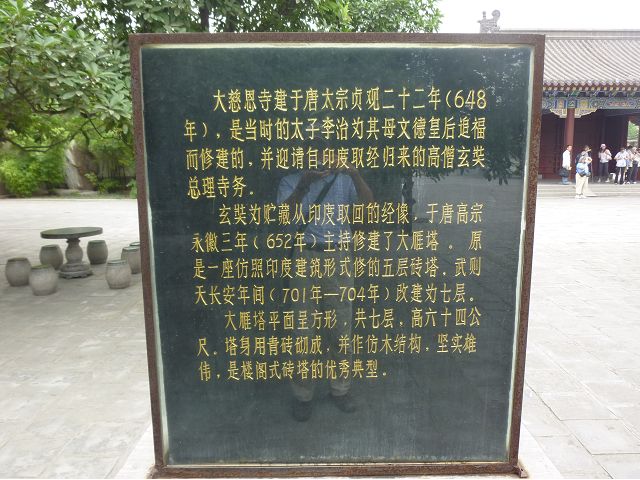 大慈恩寺建于唐太宗贞观二十二年(648
年)，是当时的太子李治为其母文德皇后追福
而修建的，并迎请自印度取经归来的高僧玄奘
总理寺务。
玄奘为贮藏从印度取回的经像，于唐高宗
永徽三年(652年)主持修建了大雁塔。原
是一座仿照印度建筑形式修的五层砖塔，武则
天长安年间(701年—704年)改建为七层。
大雁塔平面呈方形，共七层，高六十四公
尺。塔身用青砖砌成，并作仿木结构，坚实雄
伟，是楼阁式砖塔的优秀典型。